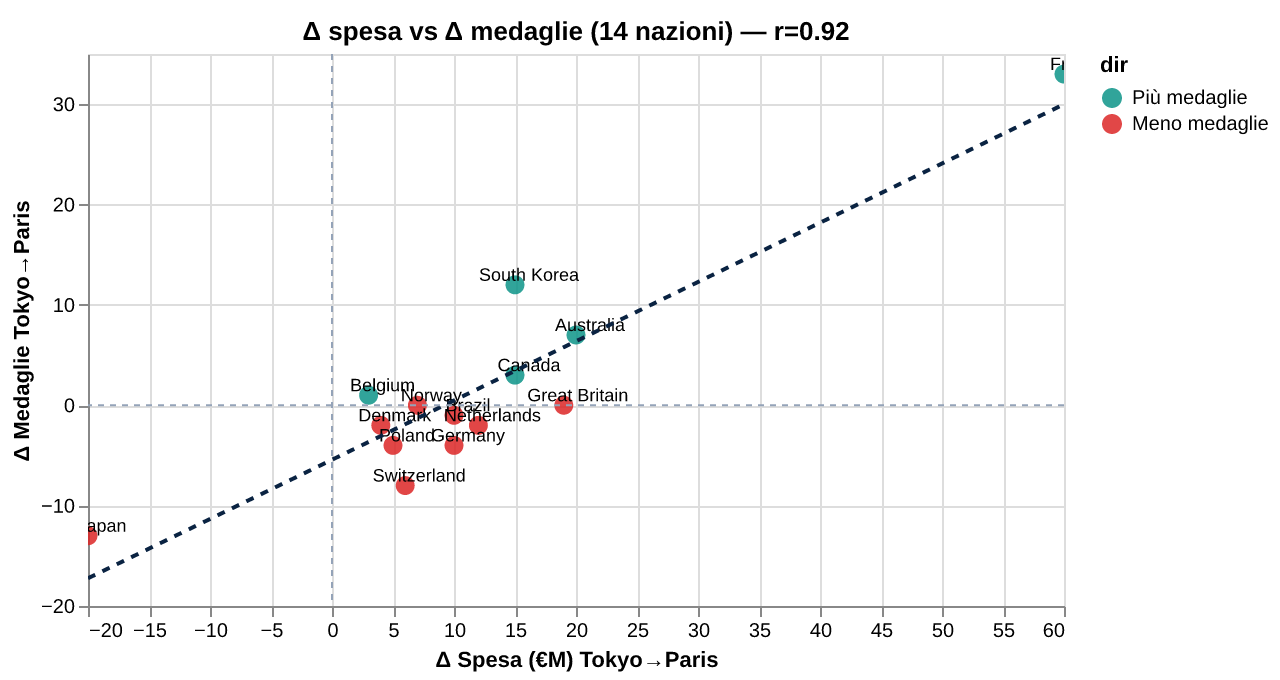 Δ spesa vs Δ medaglie (14 nazioni) — r=0.92
dir
Più medaglie
Meno medaglie
Δ Medaglie Tokyo→Paris
30
20
10
0
−10
−20
Fr
South Korea
Australia
Canada
Belgium
Norway
Great Britain
Brazil
Denmark
Netherlands
Poland
Germany
Switzerland
apan
−20 −15 −10 −5 0 5 10 15 20 25 30 35 40 45 50 55 60
Δ Spesa (€M) Tokyo→Paris